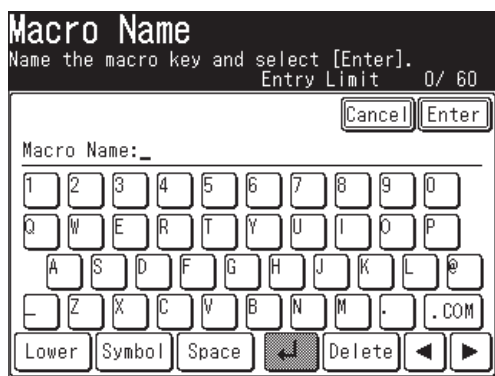 Macro Name
Name the macro key and select [Enter].
Entry Limit 0/ 60
Cancel Enter
Macro Name:_
1 2 3 4 5 6 7 8 9 0
Q W E R T Y U I O P
A S D F G H J K L @
_ Z X C V B N M . .COM
Lower Symbol Space ↵ Delete ◀ ▶